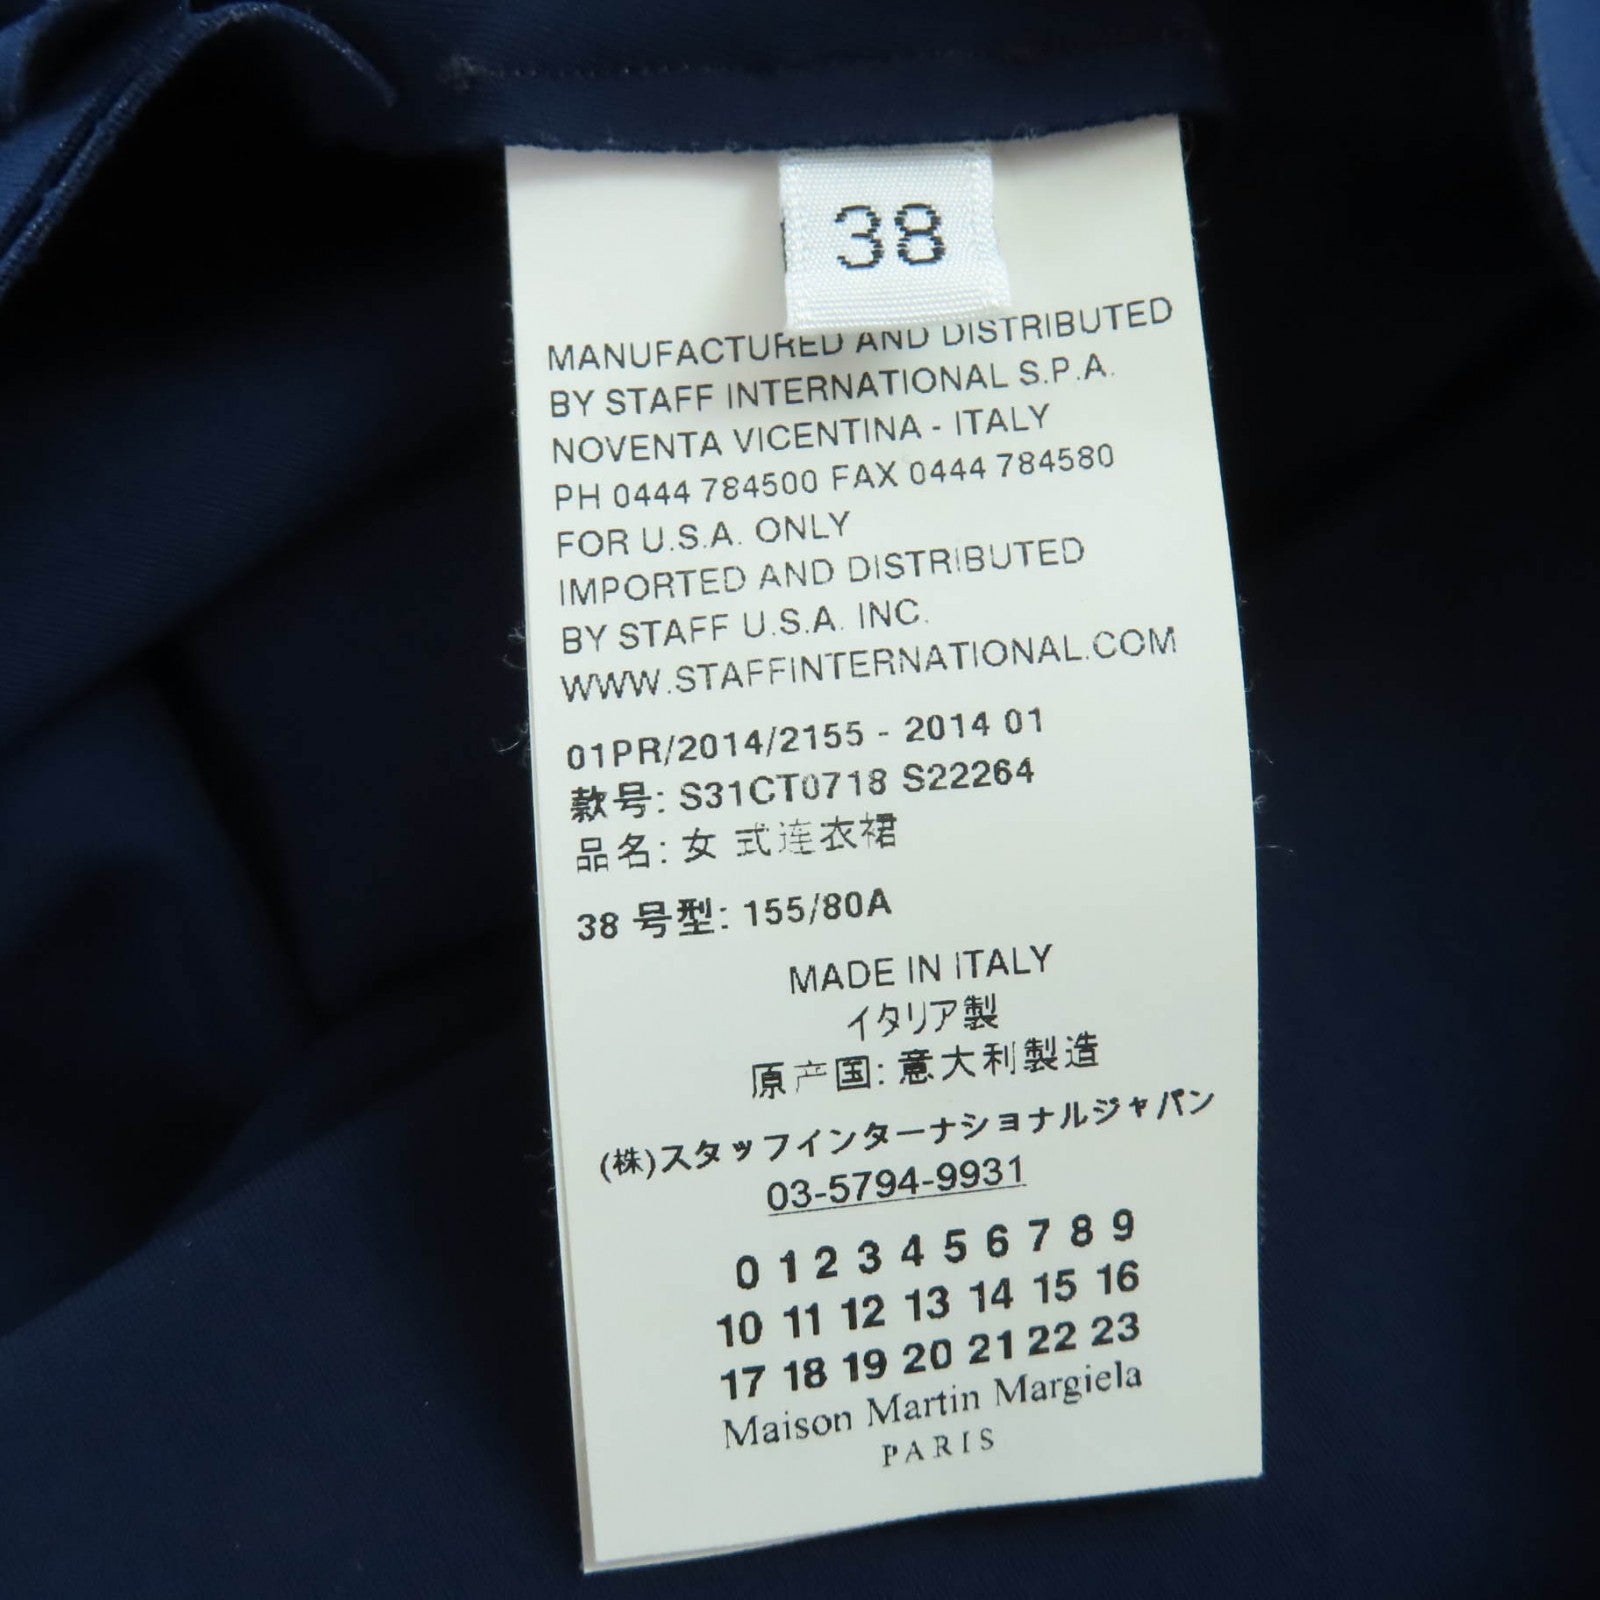 38
MANUFACTURED AND DISTRIBUTED
BY STAFF INTERNATIONAL S.P.A.
NOVENTA VICENTINA - ITALY
PH 0444 784500 FAX 0444 784580
FOR U.S.A. ONLY
IMPORTED AND DISTRIBUTED
BY STAFF U.S.A. INC.
WWW.STAFFINTERNATIONAL.COM
01PR/2014/2155 - 2014 01
款号: S31CT0718 S22264
品名: 女 式连衣裙
38 号型: 155/80A
MADE IN ITALY
イタリア製
原产国: 意大利製造
(株)スタッフインターナショナルジャパン
03-5794-9931
0 1 2 3 4 5 6 7 8 9
10 11 12 13 14 15 16
17 18 19 20 21 22 23
Maison Martin Margiela
PARIS